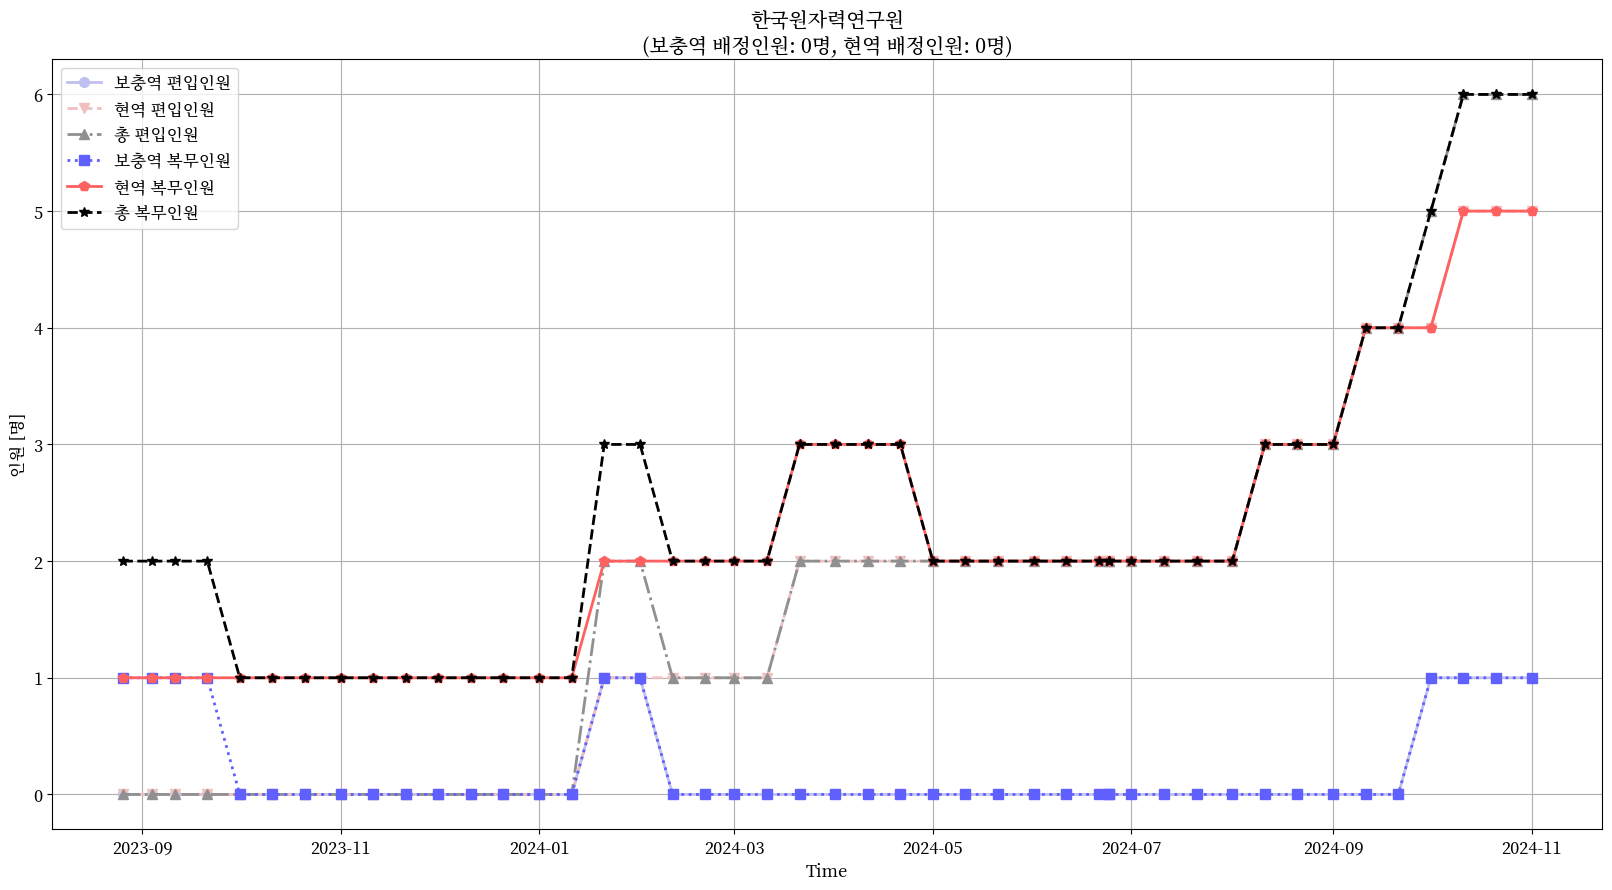 한국원자력연구원
(보충역 배정인원: 0명, 현역 배정인원: 0명)
보충역 편입인원
현역 편입인원
총 편입인원
보충역 복무인원
현역 복무인원
총 복무인원
인원 [명]
6
5
4
3
2
1
0
2023-09
2023-11
2024-01
2024-03
2024-05
2024-07
2024-09
2024-11
Time